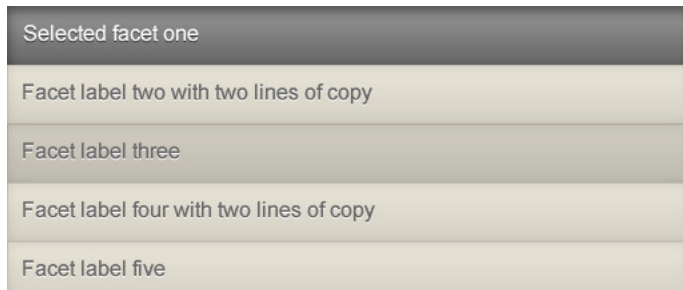 Selected facet one
Facet label two with two lines of copy
Facet label three
Facet label four with two lines of copy
Facet label five